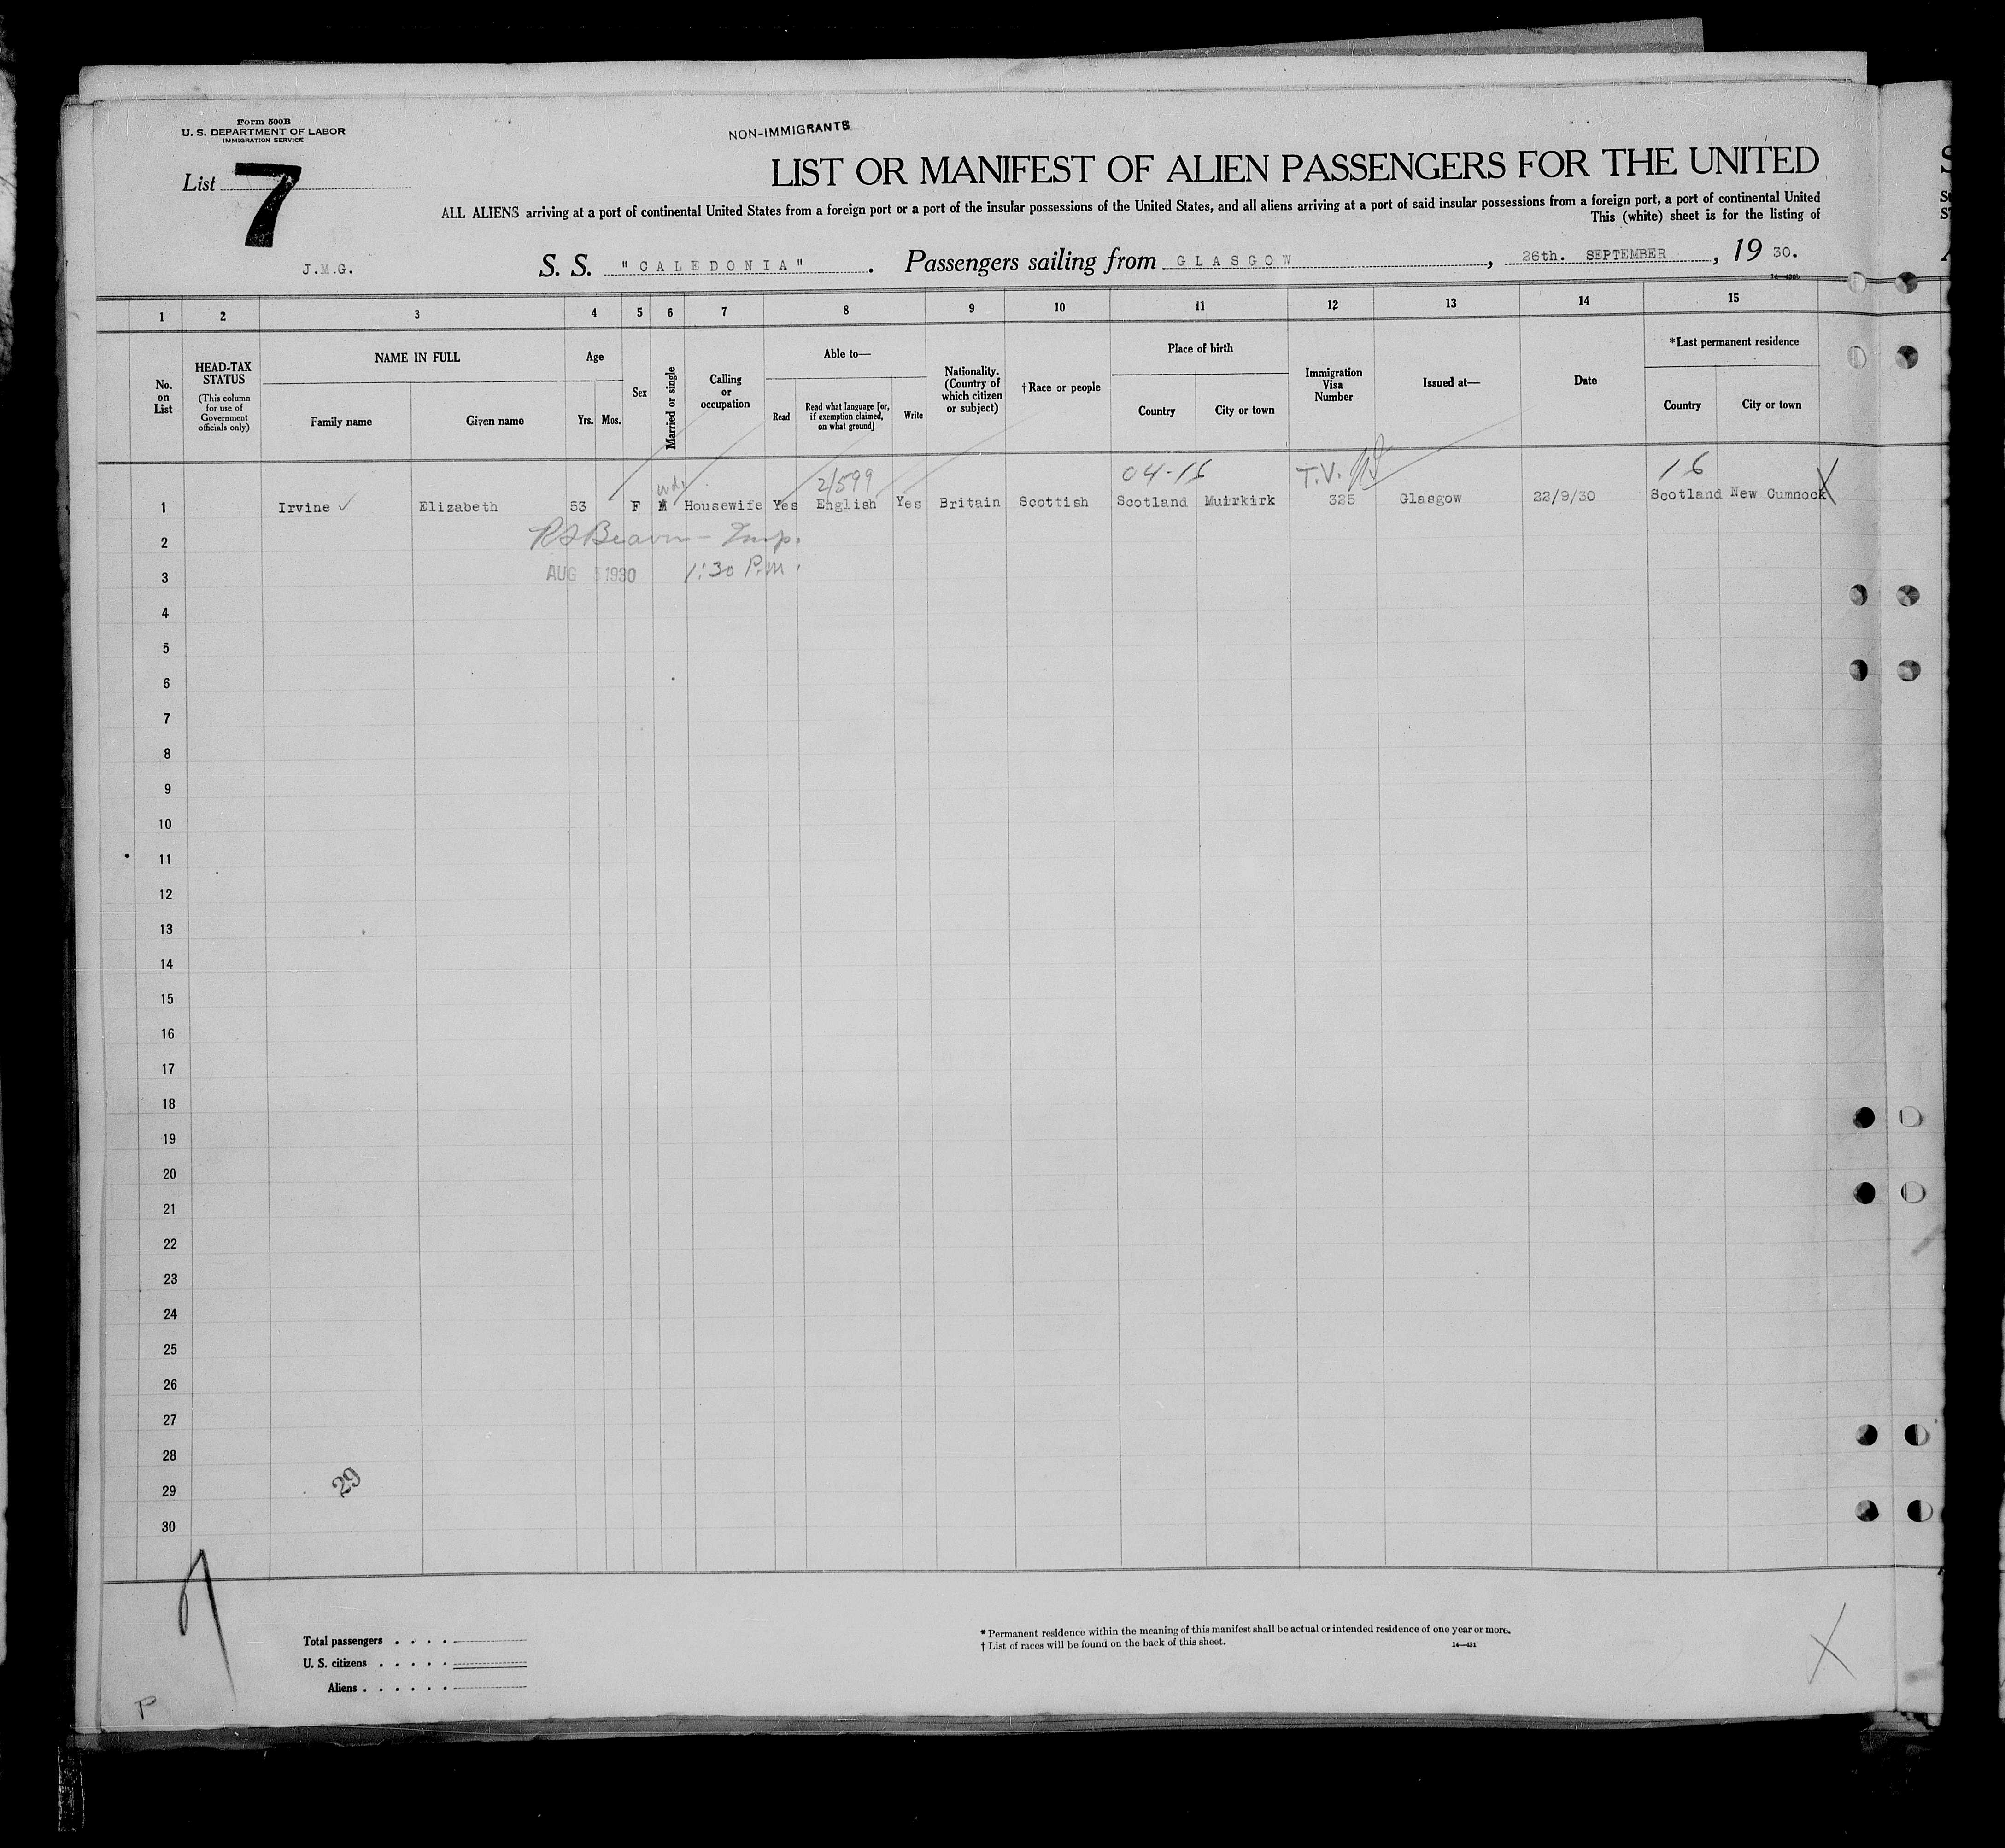 Form 500B
U. S. DEPARTMENT OF LABOR
IMMIGRATION SERVICE
NON-IMMIGRANTS
List 7
LIST OR MANIFEST OF ALIEN PASSENGERS FOR THE UNITED
ALL ALIENS arriving at a port of continental United States from a foreign port or a port of the insular possessions of the United States, and all aliens arriving at a port of said insular possessions from a foreign port, a port of continental United
This (white) sheet is for the listing of
J.M.G.
S. S. "CALEDONIA" . Passengers sailing from GLASGOW , 26th. SEPTEMBER , 19 30.
1 2 3 4 5 6 7 8 9 10 11 12 13 14 15
No. on List
HEAD-TAX STATUS
(This column for use of Government officials only)
NAME IN FULL
Family name Given name
Age
Yrs. Mos.
Sex
Married or single
Calling or occupation
Able to—
Read
Read what language [or, if exemption claimed, on what ground]
Write
Nationality. (Country of which citizen or subject)
†Race or people
Place of birth
Country City or town
Immigration Visa Number
Issued at—
Date
*Last permanent residence
Country City or town
wd. 2/599 04-16 T.V. 16
1 Irvine ✓ Elizabeth 53 F M Housewife Yes English Yes Britain Scottish Scotland Muirkirk 325 Glasgow 22/9/30 Scotland New Cumnock X
2
3 AUG 1930 1:30 P.M.
4
5
6
7
8
9
10
11
12
13
14
15
16
17
18
19
20
21
22
23
24
25
26
27
28
29
29
30
Total passengers . . . .
U. S. citizens . . . . .
Aliens . . . . . .
* Permanent residence within the meaning of this manifest shall be actual or intended residence of one year or more.
† List of races will be found on the back of this sheet.
14—431
X
P